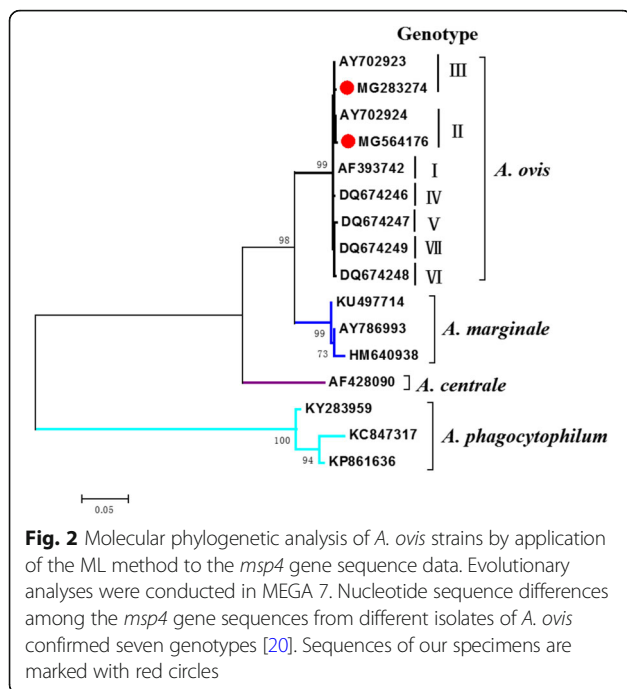 Genotype
AY702923
III
MG283274
AY702924
II
MG564176
99
AF393742
I
A. ovis
DQ674246
IV
DQ674247
V
DQ674249
VII
98
DQ674248
VI
KU497714
99
AY786993
A. marginale
73
HM640938
AF428090
A. centrale
KY283959
100
KC847317
A. phagocytophilum
94
KP861636
0.05
Fig. 2 Molecular phylogenetic analysis of A. ovis strains by application
of the ML method to the msp4 gene sequence data. Evolutionary
analyses were conducted in MEGA 7. Nucleotide sequence differences
among the msp4 gene sequences from different isolates of A. ovis
confirmed seven genotypes [20]. Sequences of our specimens are
marked with red circles